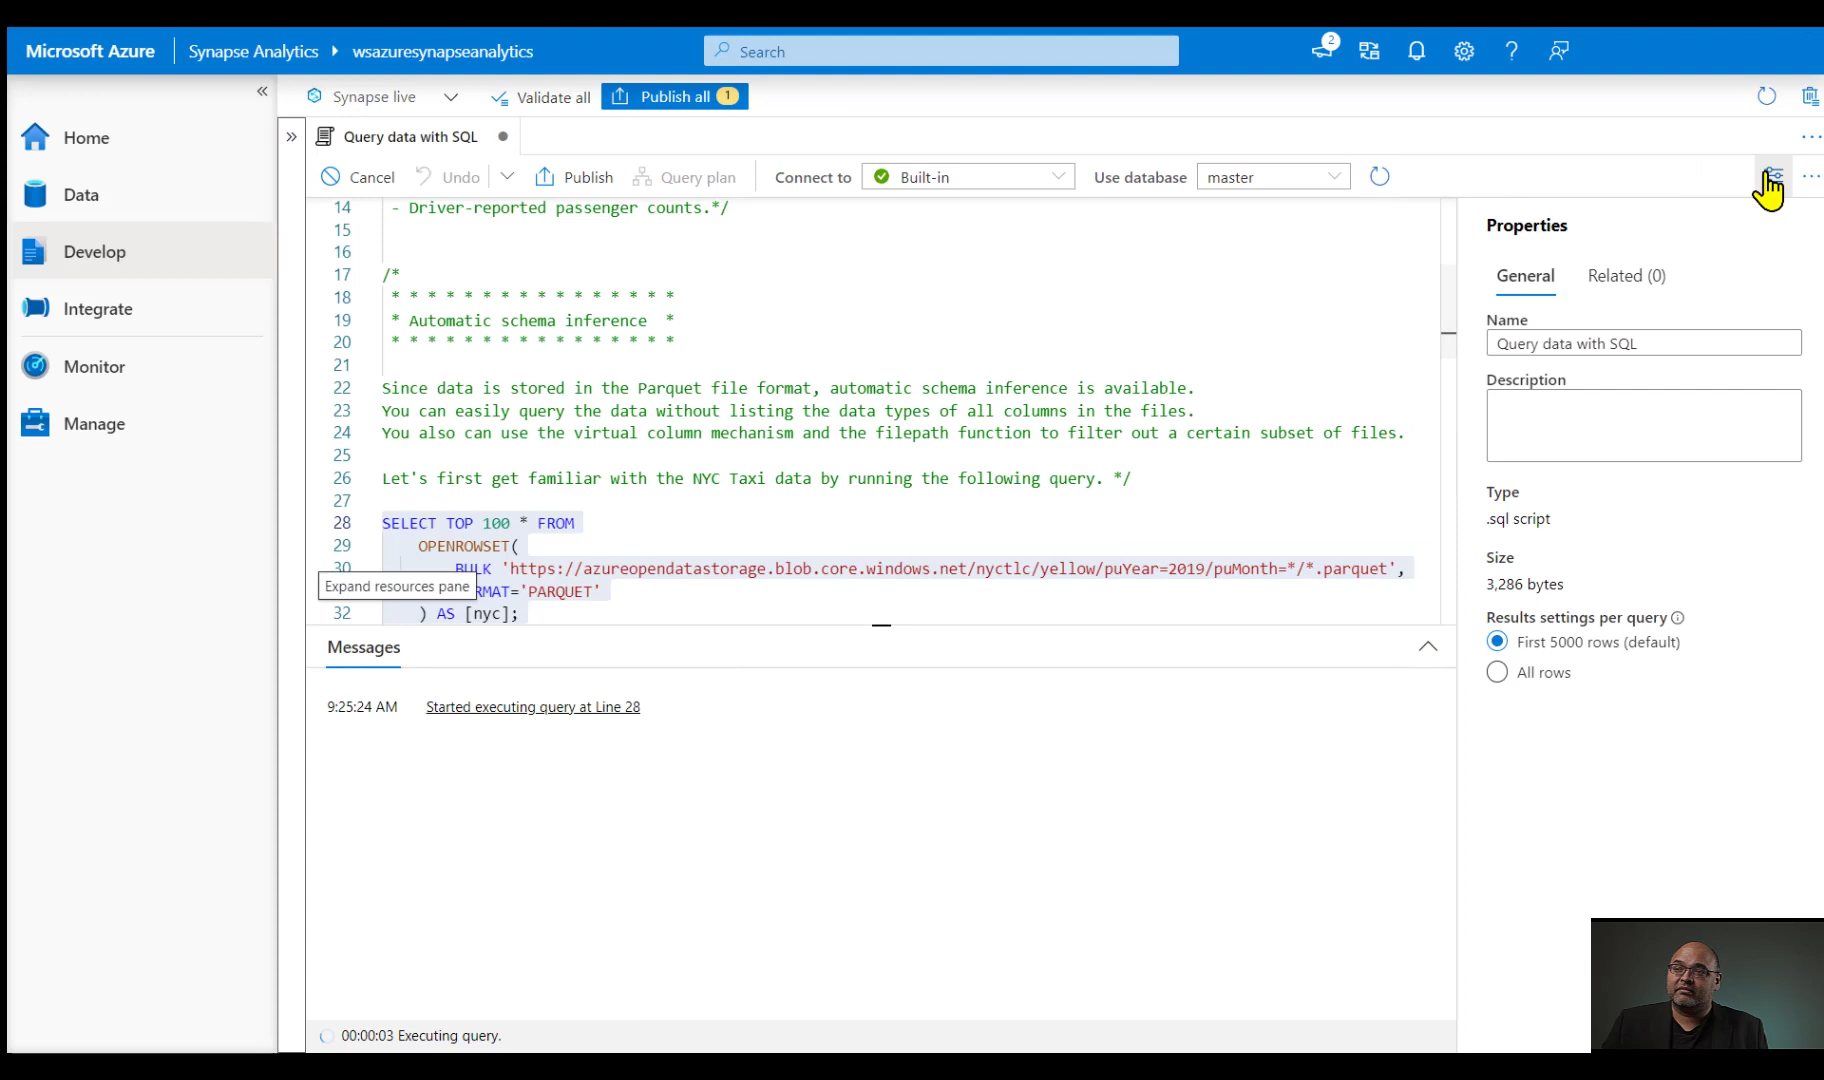 Microsoft Azure
Synapse Analytics
wsazuresynapseanalytics
Search
2
Synapse live
Validate all
Publish all 1
Home
Data
Develop
Integrate
Monitor
Manage
Query data with SQL
Cancel
Undo
Publish
Query plan
Connect to
Built-in
Use database
master
14 - Driver-reported passenger counts.*/
15
16
17 /*
18 * * * * * * * * * * * * * * * *
19 * Automatic schema inference *
20 * * * * * * * * * * * * * * * *
21
22 Since data is stored in the Parquet file format, automatic schema inference is available.
23 You can easily query the data without listing the data types of all columns in the files.
24 You also can use the virtual column mechanism and the filepath function to filter out a certain subset of files.
25
26 Let's first get familiar with the NYC Taxi data by running the following query. */
27
28 SELECT TOP 100 * FROM
29 OPENROWSET(
30 BULK 'https://azureopendatastorage.blob.core.windows.net/nyctlc/yellow/puYear=2019/puMonth=*/*.parquet',
Expand resources pane
RMAT='PARQUET'
32 ) AS [nyc];
Messages
9:25:24 AM Started executing query at Line 28
00:00:03 Executing query.
Properties
General
Related (0)
Name
Query data with SQL
Description
Type
.sql script
Size
3,286 bytes
Results settings per query
First 5000 rows (default)
All rows